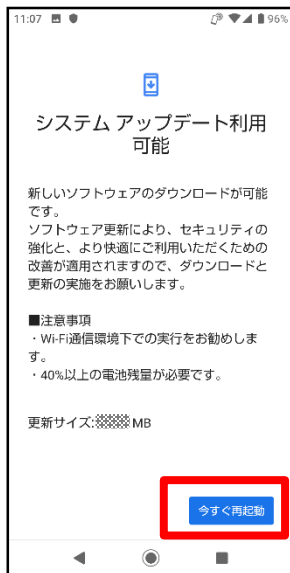 11:07
96%
システム アップデート利用
可能
新しいソフトウェアのダウンロードが可能
です。
ソフトウェア更新により、セキュリティの
強化と、より快適にご利用いただくための
改善が適用されますので、ダウンロードと
更新の実施をお願いします。
■注意事項
・Wi-Fi通信環境下での実行をお勧めしま
す。
・40%以上の電池残量が必要です。
更新サイズ: MB
今すぐ再起動